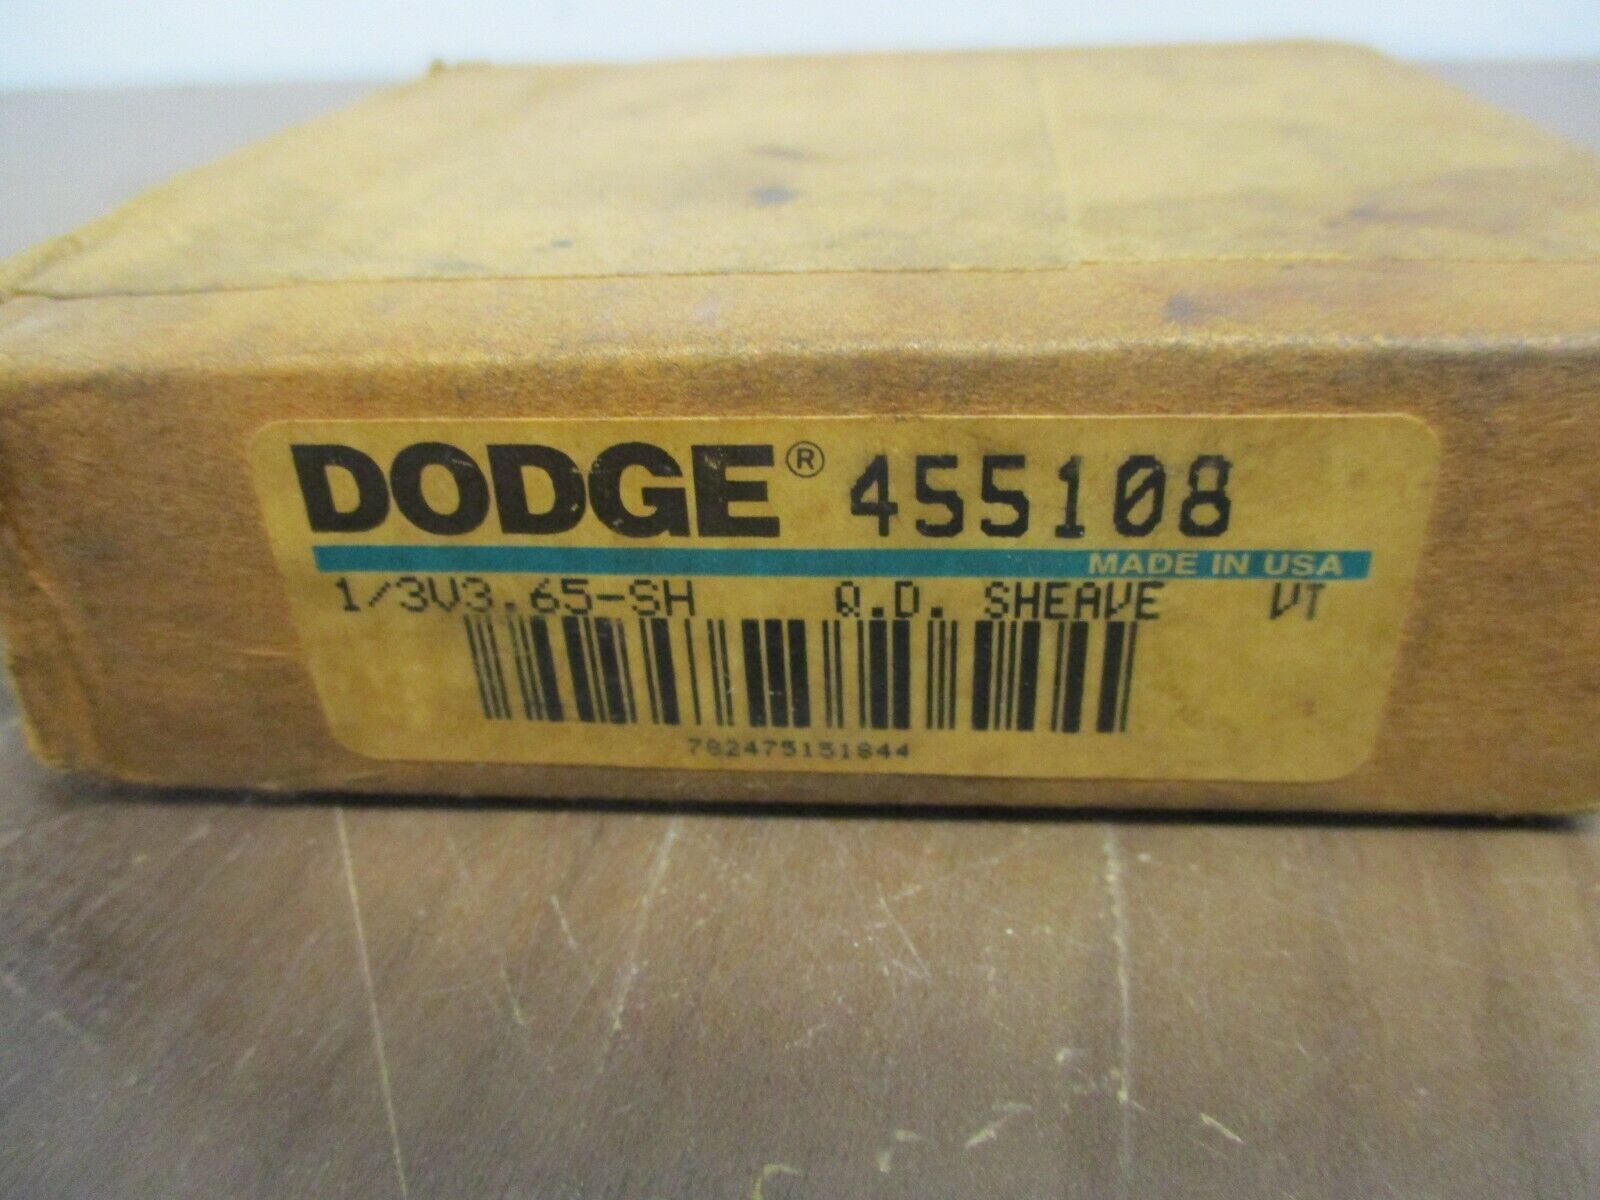 DODGE® 455108
MADE IN USA
1/3V3.65-SH Q.D. SHEAVE VT
782475151844